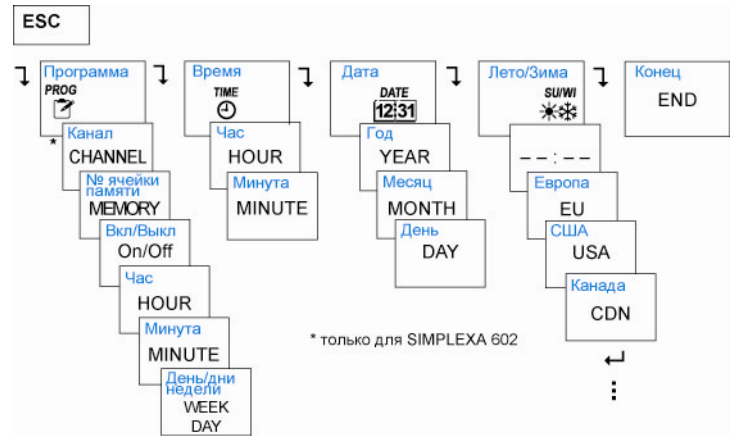 ESC
Программа
PROG
*
Канал
CHANNEL
№ ячейки
памяти
MEMORY
Вкл/Выкл
On/Off
Час
HOUR
Минута
MINUTE
День/дни
недели
WEEK
DAY
Время
TIME
Час
HOUR
Минута
MINUTE
Дата
DATE
12:31
Год
YEAR
Месяц
MONTH
День
DAY
Лето/Зима
SU/WI
--:--
Европа
EU
США
USA
Канада
CDN
Конец
END
* только для SIMPLEXA 602